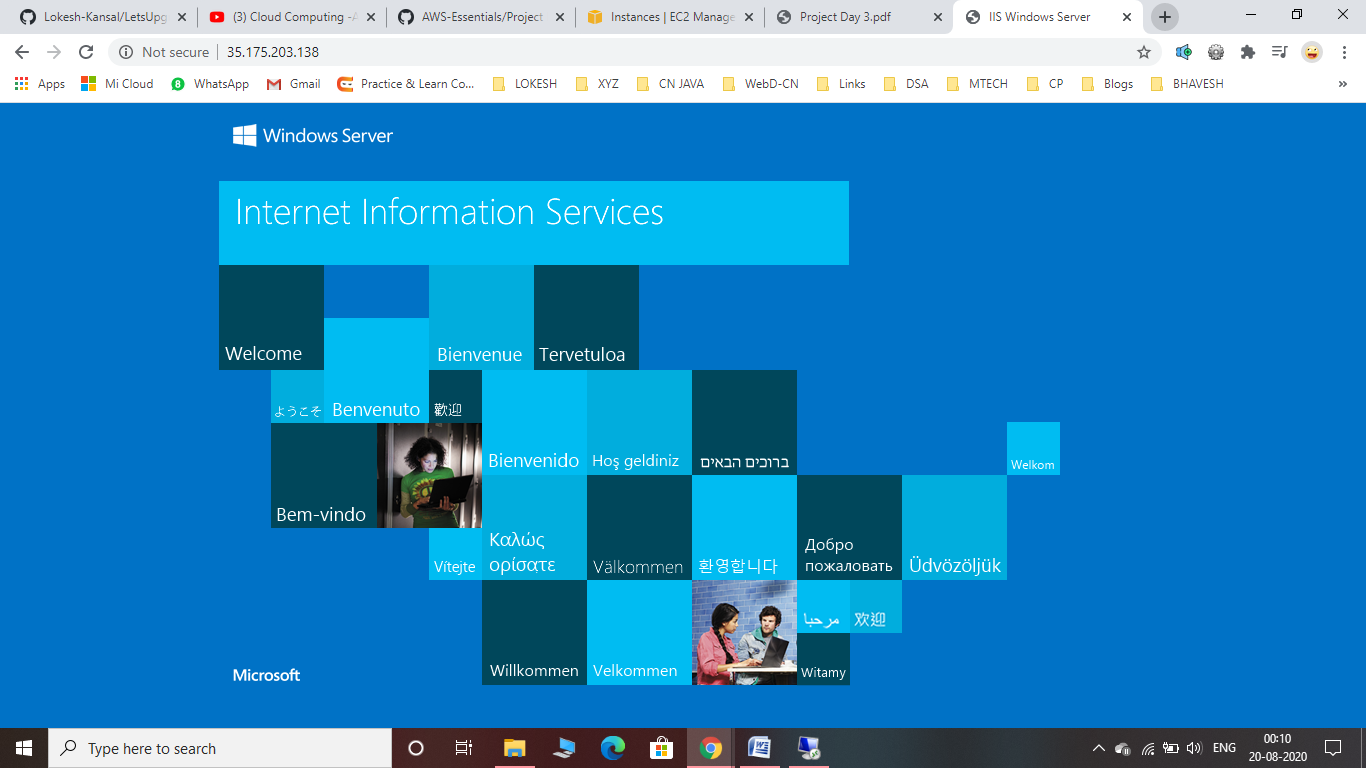 Lokesh-Kansal/LetsUpg
(3) Cloud Computing -A
AWS-Essentials/Project
Instances | EC2 Manage
Project Day 3.pdf
IIS Windows Server
Not secure
35.175.203.138
Apps
Mi Cloud
WhatsApp
Gmail
Practice & Learn Co...
LOKESH
XYZ
CN JAVA
WebD-CN
Links
DSA
MTECH
CP
Blogs
BHAVESH
»
Windows Server
Internet Information Services
Welcome
Bienvenue
Tervetuloa
ようこそ
Benvenuto
歡迎
Bienvenido
Hoş geldiniz
ברוכים הבאים
Welkom
Bem-vindo
Vítejte
Καλώς
ορίσατε
Välkommen
환영합니다
Добро
пожаловать
Üdvözöljük
Willkommen
Velkommen
مرحبا
欢迎
Witamy
Microsoft
Type here to search
ENG
00:10
20-08-2020